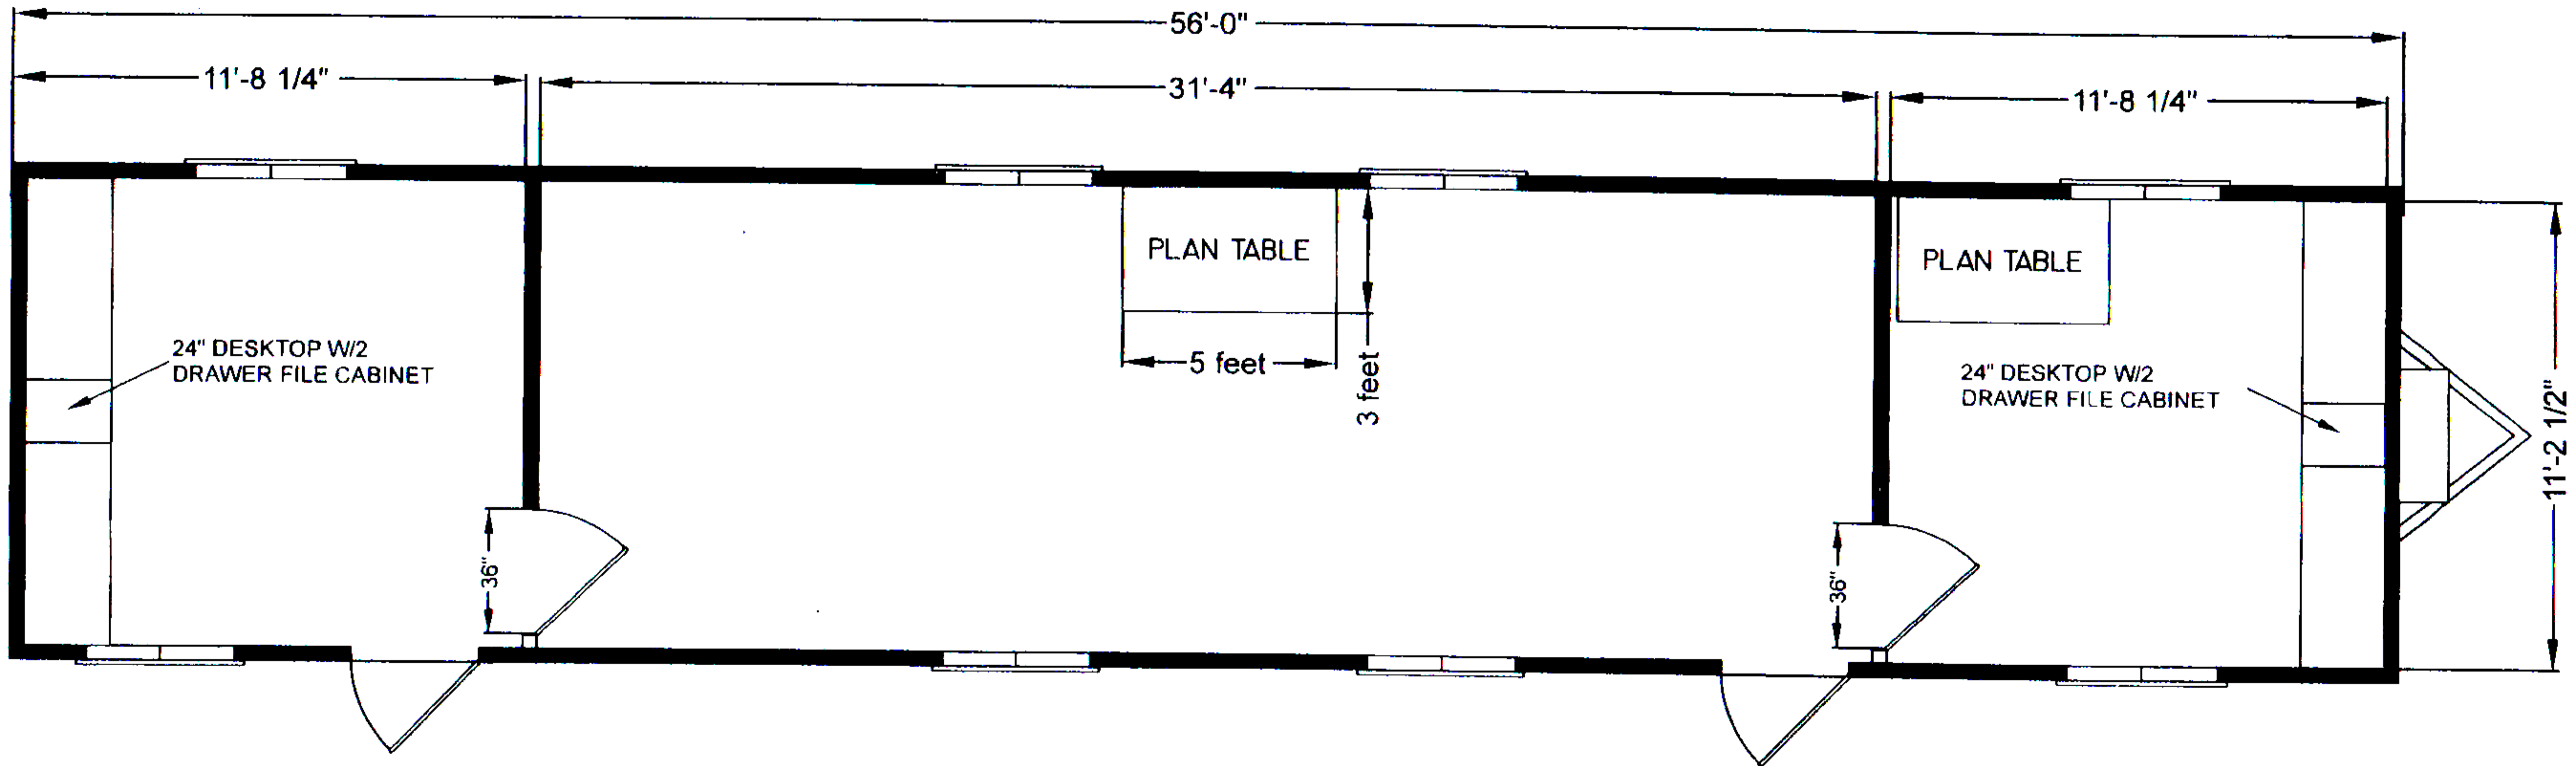 56'-0"
11'-8 1/4"
31'-4"
11'-8 1/4"
PLAN TABLE
PLAN TABLE
24" DESKTOP W/2
DRAWER FILE CABINET
5 feet
3 feet
24" DESKTOP W/2
DRAWER FILE CABINET
11'-2 1/2"
36"
36"